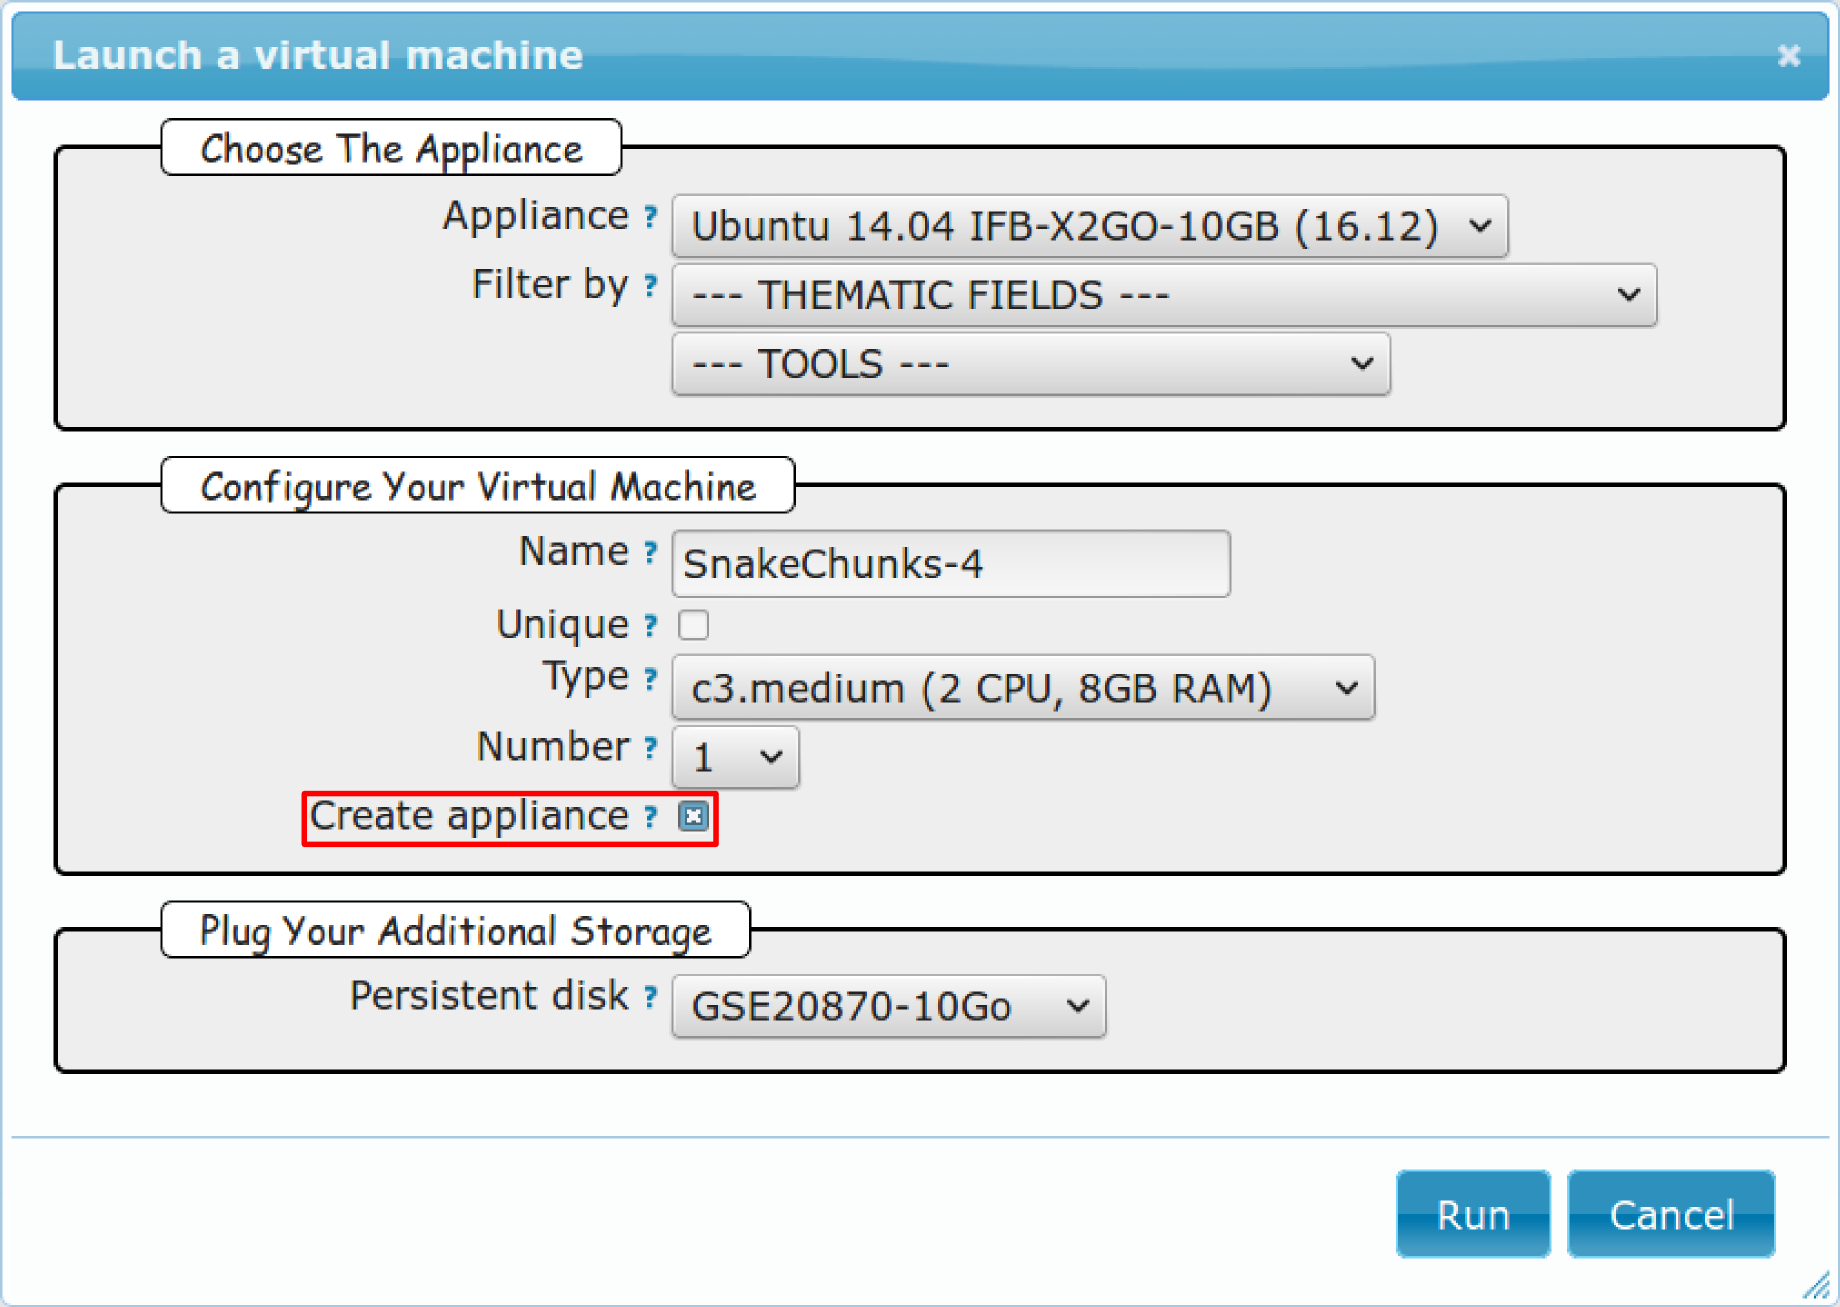 Launch a virtual machine
Choose The Appliance
Appliance ? Ubuntu 14.04 IFB-X2GO-10GB (16.12)
Filter by ? --- THEMATIC FIELDS ---
--- TOOLS ---
Configure Your Virtual Machine
Name ? SnakeChunks-4
Unique ?
Type ? c3.medium (2 CPU, 8GB RAM)
Number ? 1
Create appliance ?
Plug Your Additional Storage
Persistent disk ? GSE20870-10Go
Run Cancel